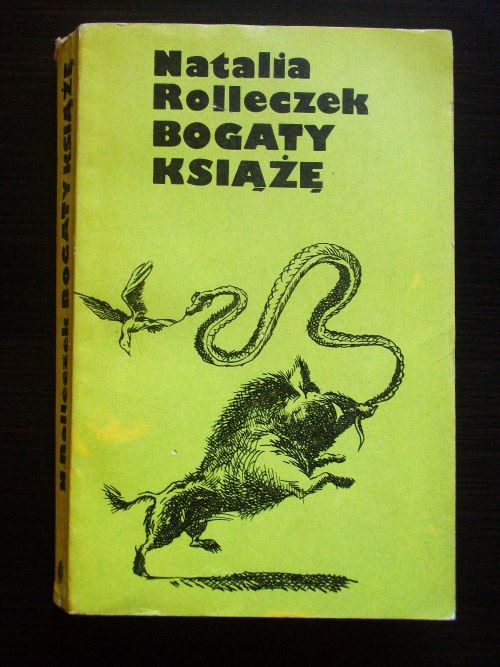 Natalia
Rolleczek
BOGATY
KSIĄŻĘ
N. Rolleczek BOGATY KSIĄŻĘ